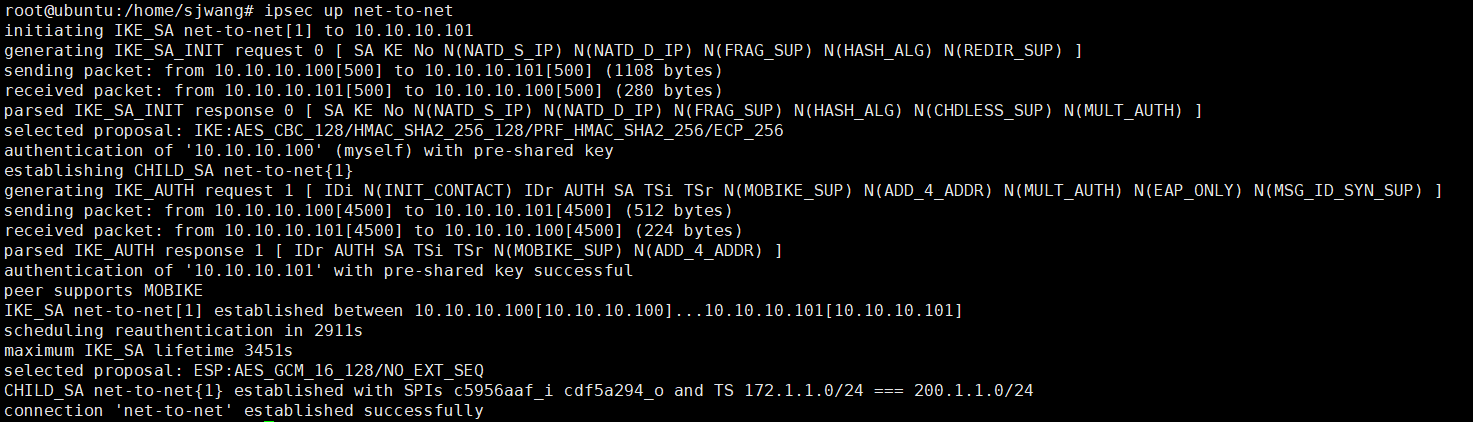 root@ubuntu:/home/sjwang# ipsec up net-to-net
initiating IKE_SA net-to-net[1] to 10.10.10.101
generating IKE_SA_INIT request 0 [ SA KE No N(NATD_S_IP) N(NATD_D_IP) N(FRAG_SUP) N(HASH_ALG) N(REDIR_SUP) ]
sending packet: from 10.10.10.100[500] to 10.10.10.101[500] (1108 bytes)
received packet: from 10.10.10.101[500] to 10.10.10.100[500] (280 bytes)
parsed IKE_SA_INIT response 0 [ SA KE No N(NATD_S_IP) N(NATD_D_IP) N(FRAG_SUP) N(HASH_ALG) N(CHDLESS_SUP) N(MULT_AUTH) ]
selected proposal: IKE:AES_CBC_128/HMAC_SHA2_256_128/PRF_HMAC_SHA2_256/ECP_256
authentication of '10.10.10.100' (myself) with pre-shared key
establishing CHILD_SA net-to-net{1}
generating IKE_AUTH request 1 [ IDi N(INIT_CONTACT) IDr AUTH SA TSi TSr N(MOBIKE_SUP) N(ADD_4_ADDR) N(MULT_AUTH) N(EAP_ONLY) N(MSG_ID_SYN_SUP) ]
sending packet: from 10.10.10.100[4500] to 10.10.10.101[4500] (512 bytes)
received packet: from 10.10.10.101[4500] to 10.10.10.100[4500] (224 bytes)
parsed IKE_AUTH response 1 [ IDr AUTH SA TSi TSr N(MOBIKE_SUP) N(ADD_4_ADDR) ]
authentication of '10.10.10.101' with pre-shared key successful
peer supports MOBIKE
IKE_SA net-to-net[1] established between 10.10.10.100[10.10.10.100]...10.10.10.101[10.10.10.101]
scheduling reauthentication in 2911s
maximum IKE_SA lifetime 3451s
selected proposal: ESP:AES_GCM_16_128/NO_EXT_SEQ
CHILD_SA net-to-net{1} established with SPIs c5956aaf_i cdf5a294_o and TS 172.1.1.0/24 === 200.1.1.0/24
connection 'net-to-net' established successfully